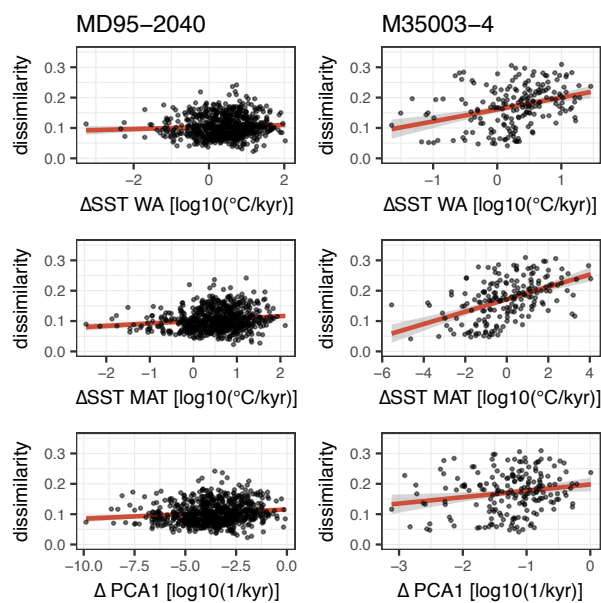 MD95−2040 M35003−4
dissimilarity 0.3 0.2 0.1 0.0 dissimilarity 0.3 0.2 0.1 0.0
−2 0 2 −1 0 1
ΔSST WA [log10(°C/kyr)] ΔSST WA [log10(°C/kyr)]
dissimilarity 0.3 0.2 0.1 0.0 dissimilarity 0.3 0.2 0.1 0.0
−2 −1 0 1 2 −6 −4 −2 0 2 4
ΔSST MAT [log10(°C/kyr)] ΔSST MAT [log10(°C/kyr)]
dissimilarity 0.3 0.2 0.1 0.0 dissimilarity 0.3 0.2 0.1 0.0
−10.0 −7.5 −5.0 −2.5 0.0 −3 −2 −1 0
Δ PCA1 [log10(1/kyr)] Δ PCA1 [log10(1/kyr)]